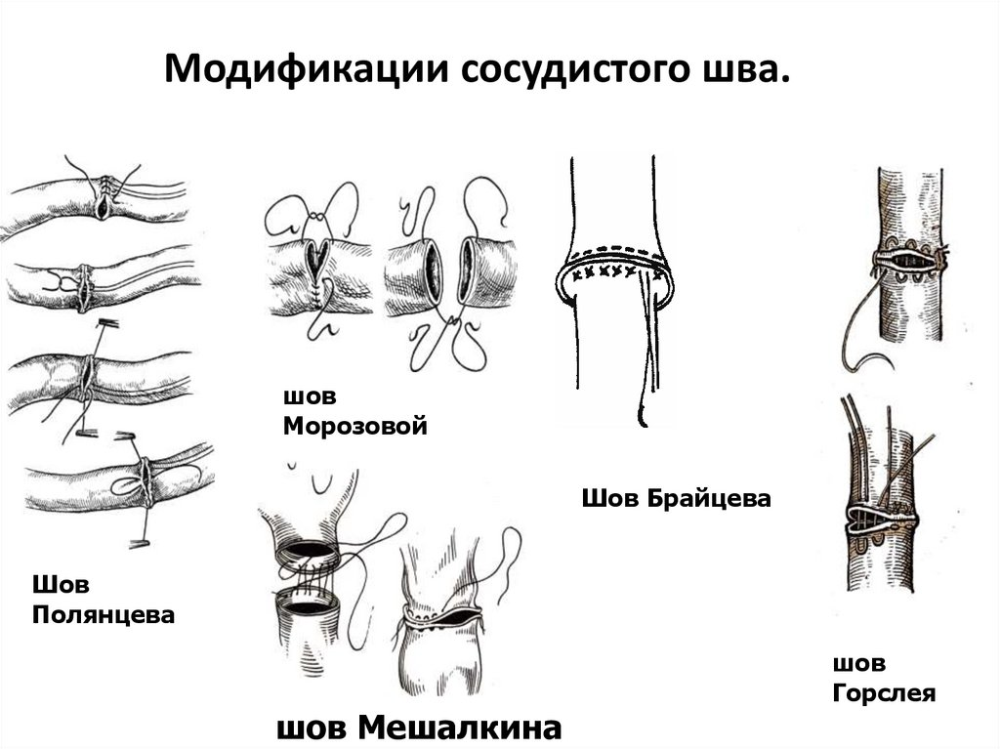 Модификации сосудистого шва.
шов
Морозовой
Шов Брайцева
Шов
Полянцева
шов
Горслея
шов Мешалкина